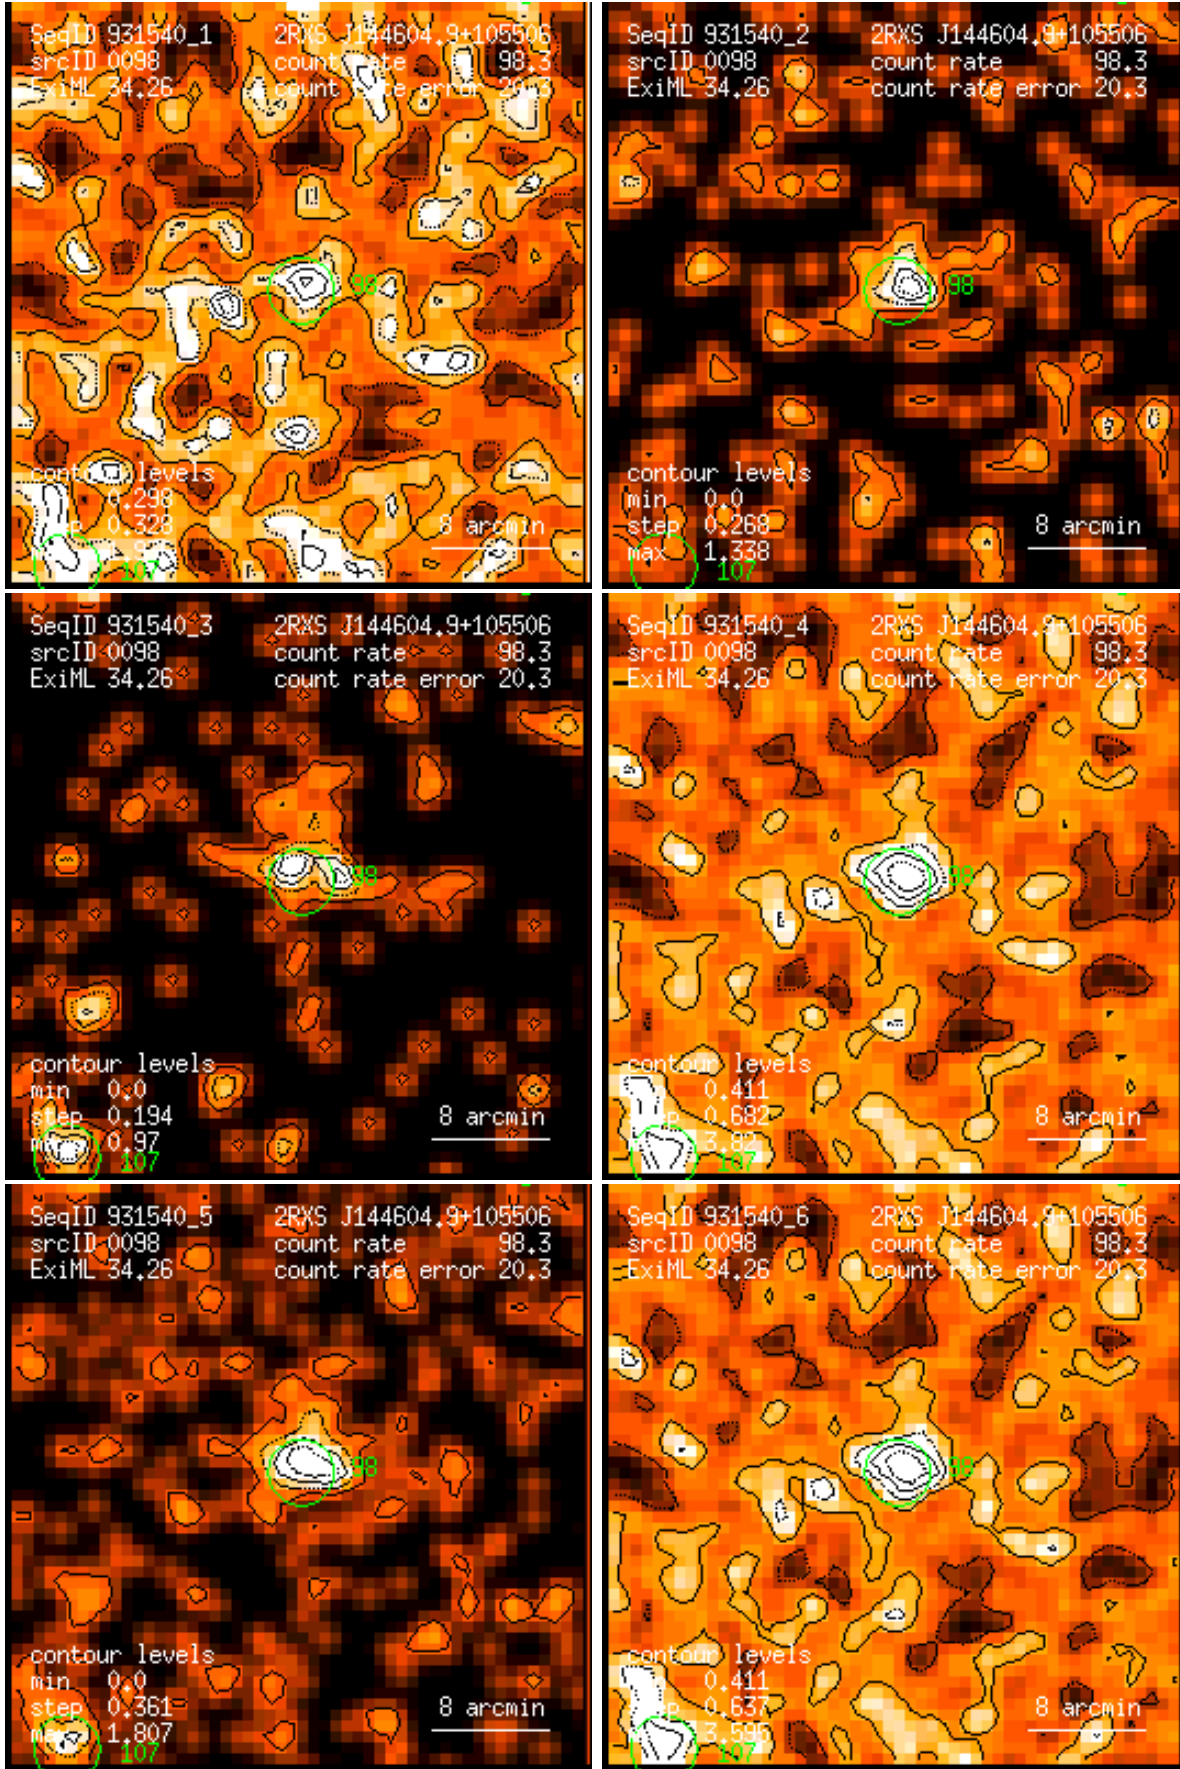 SeqID 931540_1 2RXS J144604.9+105506
srcID 0098 count rate 98.3
ExiML 34.26 count rate error 20.3
98
contour levels
0.298
0.328
8 arcmin
107
SeqID 931540_2 2RXS J144604.9+105506
srcID 0098 count rate 98.3
ExiML 34.26 count rate error 20.3
98
contour levels
min 0.0
step 0.268
8 arcmin
max 1.338
107
SeqID 931540_3 2RXS J144604.9+105506
srcID 0098 count rate 98.3
ExiML 34.26 count rate error 20.3
98
contour levels
min 0.0
step 0.194
8 arcmin
max 0.97
107
SeqID 931540_4 2RXS J144604.9+105506
srcID 0098 count rate 98.3
ExiML 34.26 count rate error 20.3
98
contour levels
0.411
0.682
8 arcmin
107
SeqID 931540_5 2RXS J144604.9+105506
srcID 0098 count rate 98.3
ExiML 34.26 count rate error 20.3
98
contour levels
min 0.0
step 0.361
8 arcmin
max 1.807
107
SeqID 931540_6 2RXS J144604.9+105506
srcID 0098 count rate 98.3
ExiML 34.26 count rate error 20.3
98
contour levels
0.411
0.637
8 arcmin
3.595
107